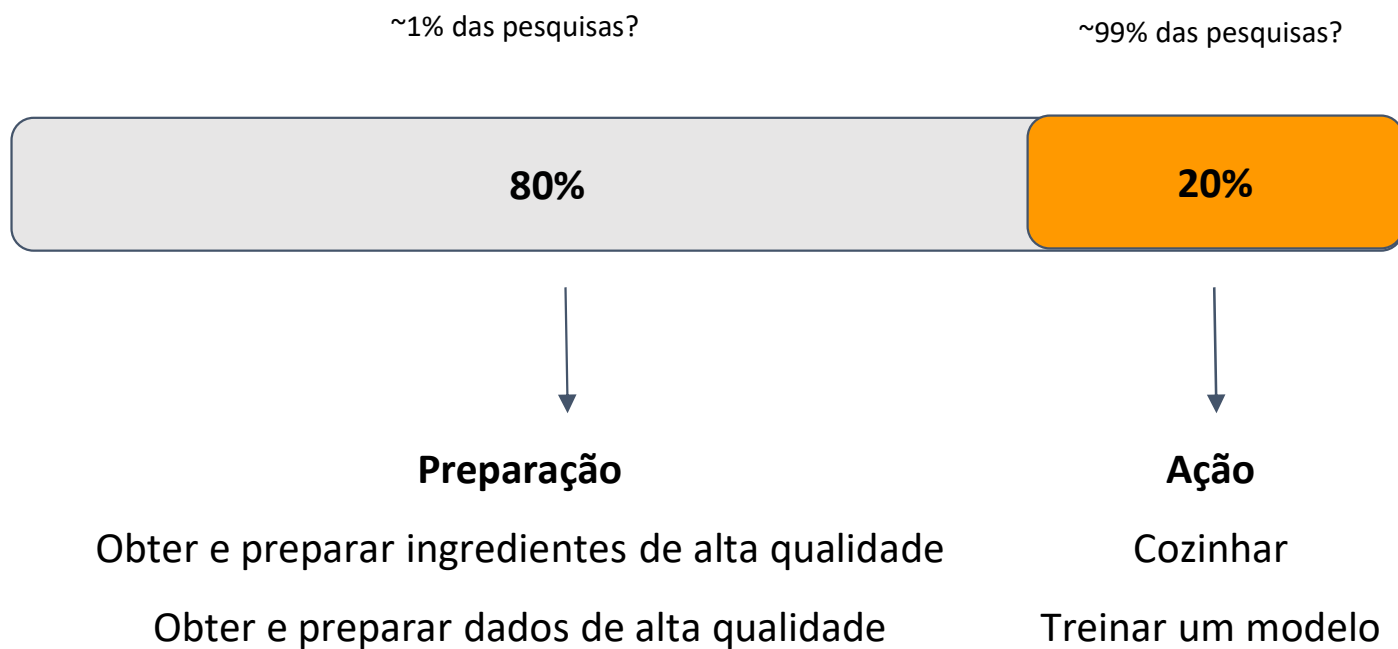 ~1% das pesquisas?
~99% das pesquisas?
80%
20%
Preparação
Ação
Obter e preparar ingredientes de alta qualidade
Cozinhar
Obter e preparar dados de alta qualidade
Treinar um modelo